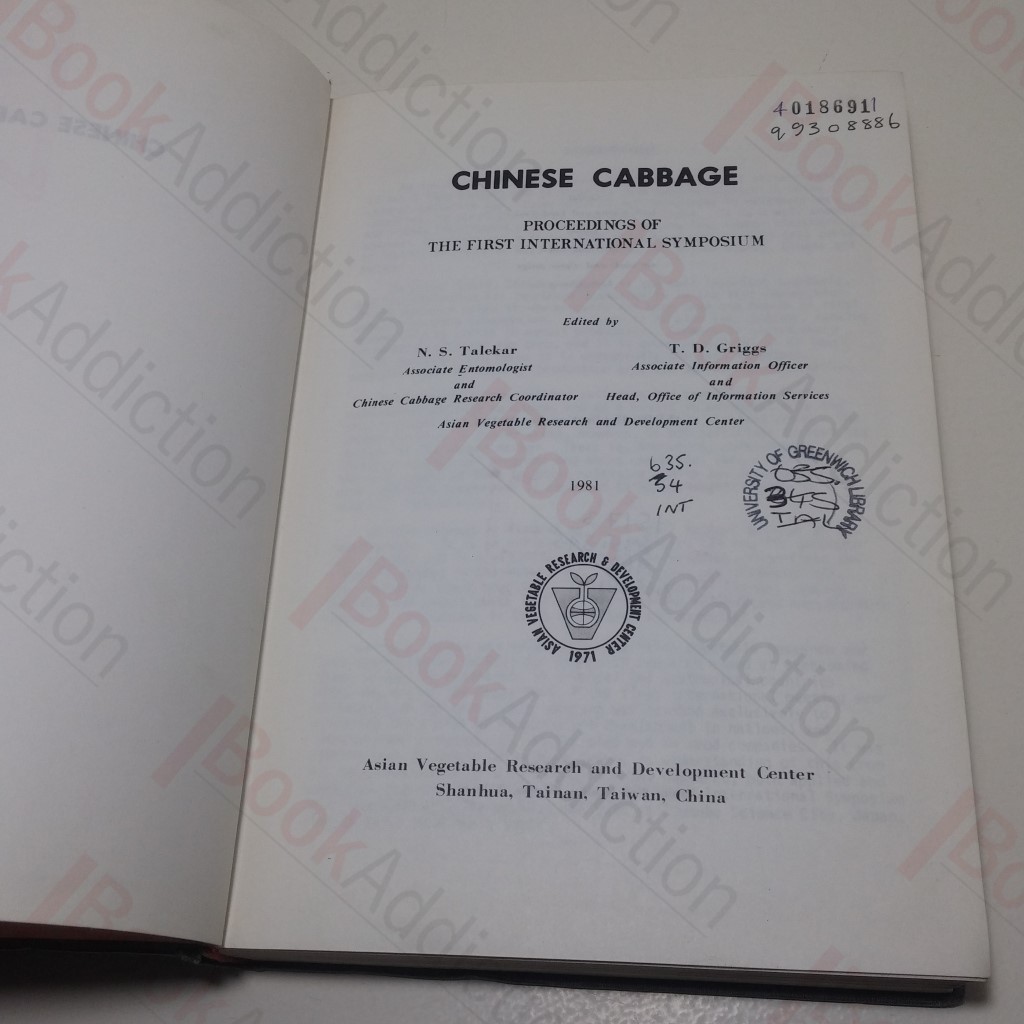 40186911
99308886
CHINESE CABBAGE
PROCEEDINGS OF
THE FIRST INTERNATIONAL SYMPOSIUM
Edited by
N. S. Talekar
Associate Entomologist
and
Chinese Cabbage Research Coordinator
T. D. Griggs
Associate Information Officer
and
Head, Office of Information Services
Asian Vegetable Research and Development Center
1981
635.
34
INT
UNIVERSITY OF GREENWICH LIBRARY
ASIAN VEGETABLE RESEARCH & DEVELOPMENT CENTER
1971
Asian Vegetable Research and Development Center
Shanhua, Tainan, Taiwan, China
BookAddiction